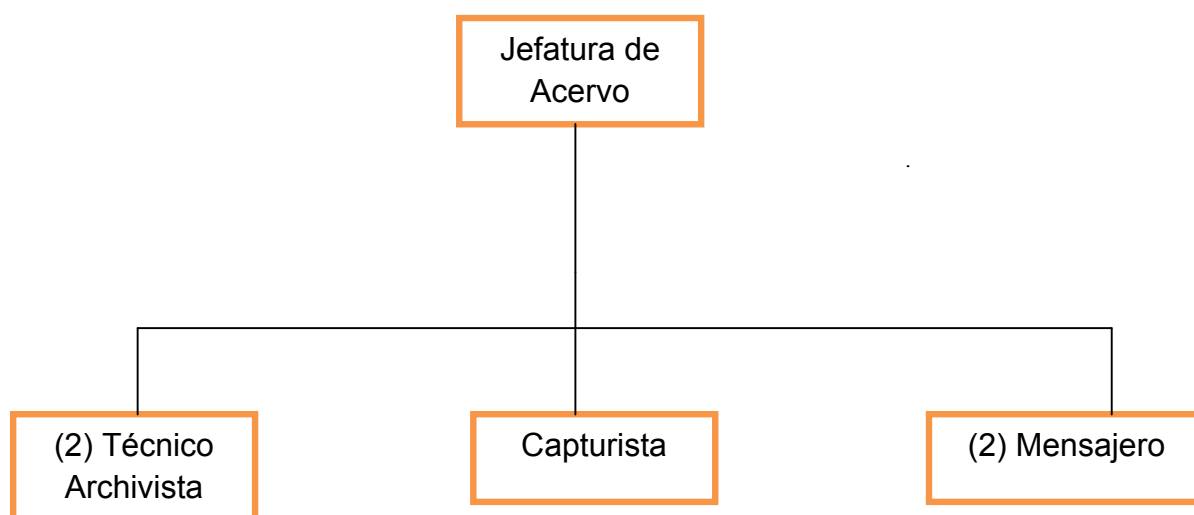 Jefatura de
Acervo
(2) Técnico
Archivista
Capturista
(2) Mensajero